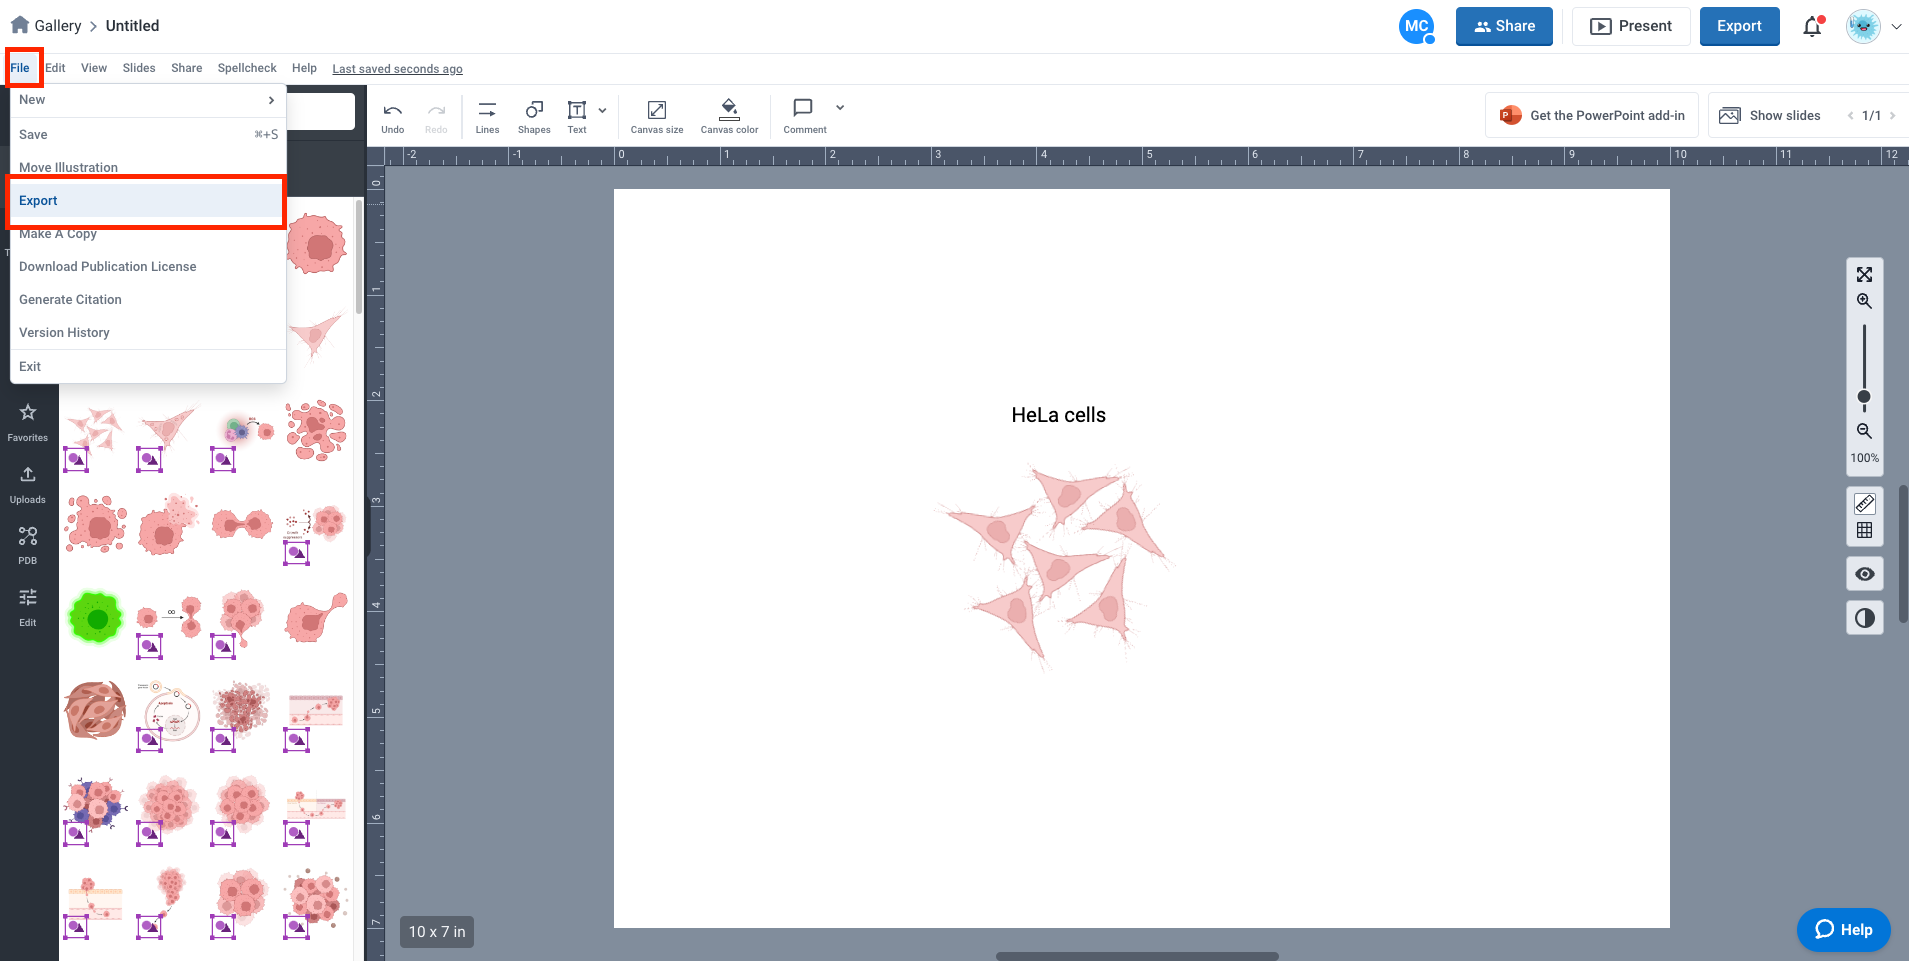 Gallery > Untitled
MC
Share
Present
Export
File Edit View Slides Share Spellcheck Help Last saved seconds ago
New
Save ⌘+S
Move Illustration
Export
Make A Copy
Download Publication License
Generate Citation
Version History
Exit
Undo Redo Lines Shapes Text Canvas size Canvas color Comment
Get the PowerPoint add-in
Show slides
1/1
-2 -1 0 1 2 3 4 5 6 7 8 9 10 11 12
0
1
2
3
4
5
6
7
Favorites
Uploads
PDB
Edit
HeLa cells
100%
10 x 7 in
Help